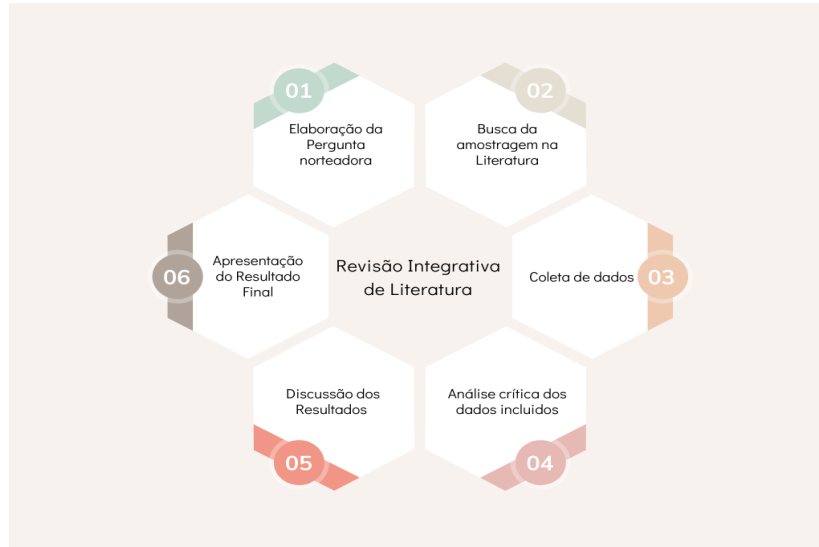 01
Elaboração da
Pergunta
norteadora
02
Busca da
amostragem na
Literatura
Coleta de dados
03
Análise crítica dos
dados incluidos
04
Discussão dos
Resultados
05
06
Apresentação
do Resultado
Final
Revisão Integrativa
de Literatura